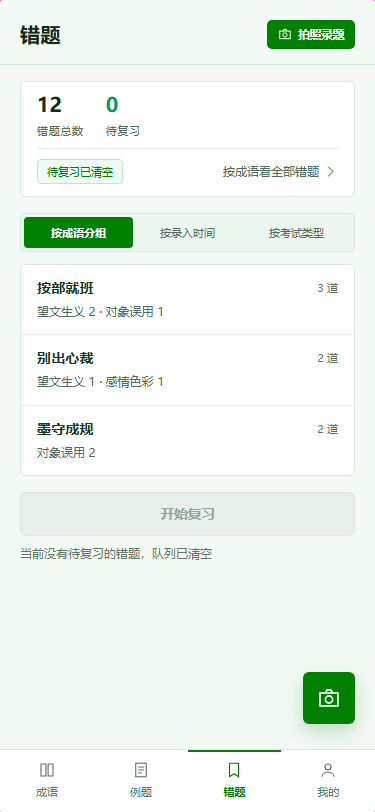 错题
拍照录题
12
0
错题总数
待复习
待复习已清空
按成语看全部错题
按成语分组
按录入时间
按考试类型
按部就班
3 道
望文生义 2 · 对象误用 1
别出心裁
2 道
望文生义 1 · 感情色彩 1
墨守成规
2 道
对象误用 2
开始复习
当前没有待复习的错题，队列已清空
成语
例题
错题
我的